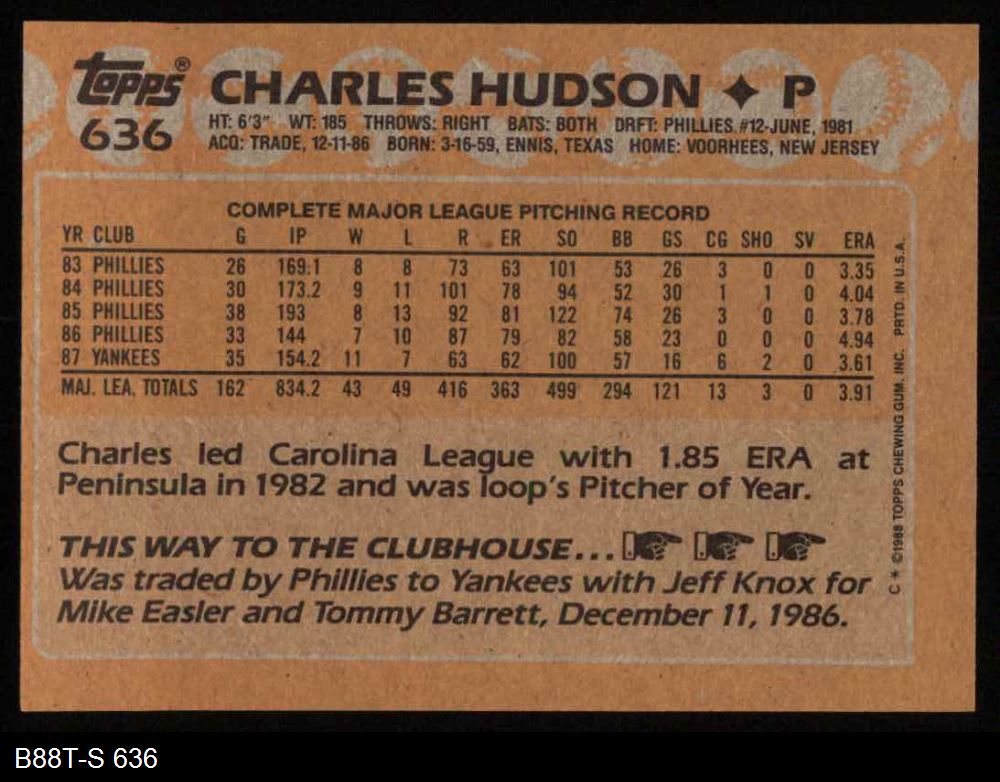 topps® CHARLES HUDSON ✦ P
636 HT: 6'3" WT: 185 THROWS: RIGHT BATS: BOTH DRFT: PHILLIES #12-JUNE, 1981
ACQ: TRADE, 12-11-86 BORN: 3-16-59, ENNIS, TEXAS HOME: VOORHEES, NEW JERSEY
COMPLETE MAJOR LEAGUE PITCHING RECORD
YR CLUB G IP W L R ER SO BB GS CG SHO SV ERA
83 PHILLIES 26 169.1 8 8 73 63 101 53 26 3 0 0 3.35
84 PHILLIES 30 173.2 9 11 101 78 94 52 30 1 1 0 4.04
85 PHILLIES 38 193 8 13 92 81 122 74 26 3 0 0 3.78
86 PHILLIES 33 144 7 10 87 79 82 58 23 0 0 0 4.94
87 YANKEES 35 154.2 11 7 63 62 100 57 16 6 2 0 3.61
MAJ. LEA. TOTALS 162 834.2 43 49 416 363 499 294 121 13 3 0 3.91
Charles led Carolina League with 1.85 ERA at
Peninsula in 1982 and was loop's Pitcher of Year.
THIS WAY TO THE CLUBHOUSE...
Was traded by Phillies to Yankees with Jeff Knox for
Mike Easler and Tommy Barrett, December 11, 1986.
C * ©1988 TOPPS CHEWING GUM, INC. PRTD. IN U.S.A.
B88T-S 636